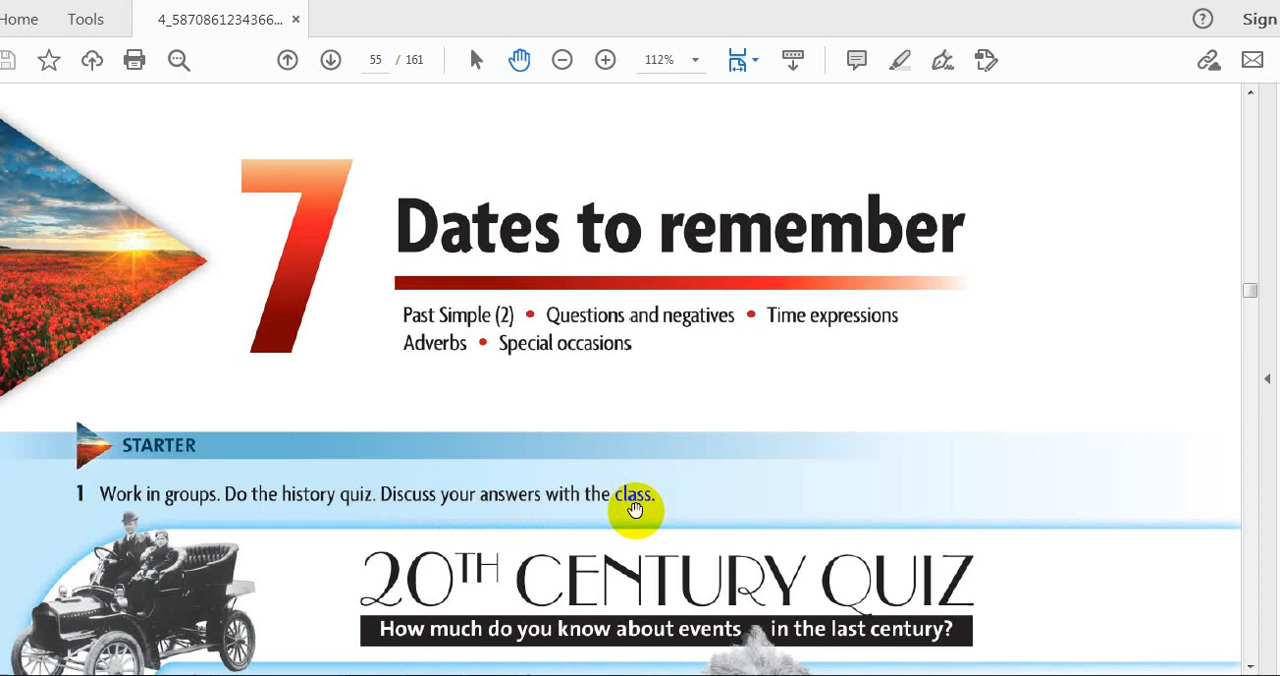 Home Tools 4_5870861234366... × ? Sign
55 / 161 112%
7
Dates to remember
Past Simple (2) • Questions and negatives • Time expressions
Adverbs • Special occasions
STARTER
1 Work in groups. Do the history quiz. Discuss your answers with the class.
20TH CENTURY QUIZ
How much do you know about events in the last century?